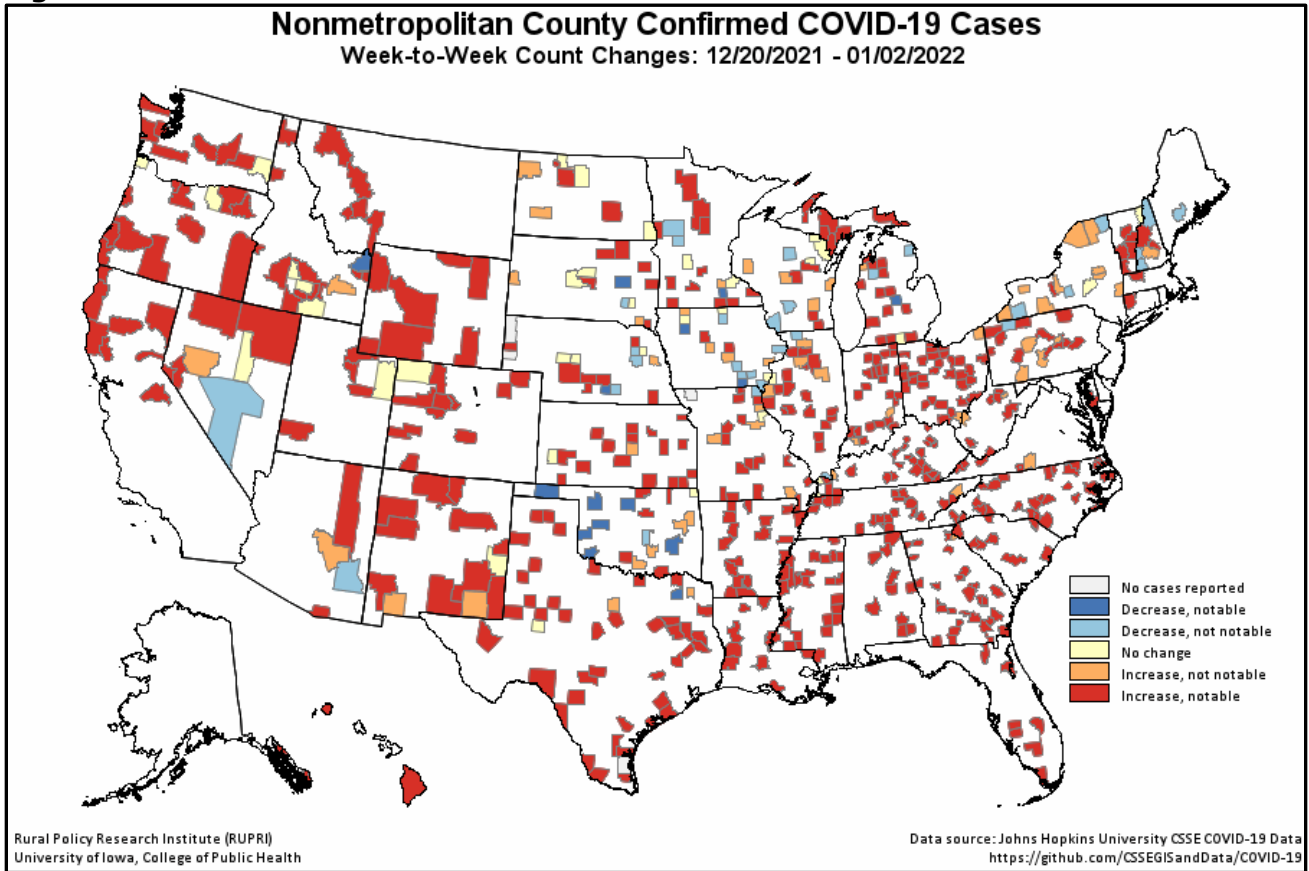 Nonmetropolitan County Confirmed COVID-19 Cases
Week-to-Week Count Changes: 12/20/2021 - 01/02/2022
No cases reported
Decrease, notable
Decrease, not notable
No change
Increase, not notable
Increase, notable
Rural Policy Research Institute (RUPRI)
University of Iowa, College of Public Health
Data source: Johns Hopkins University CSSE COVID-19 Data
https://github.com/CSSEGISandData/COVID-19